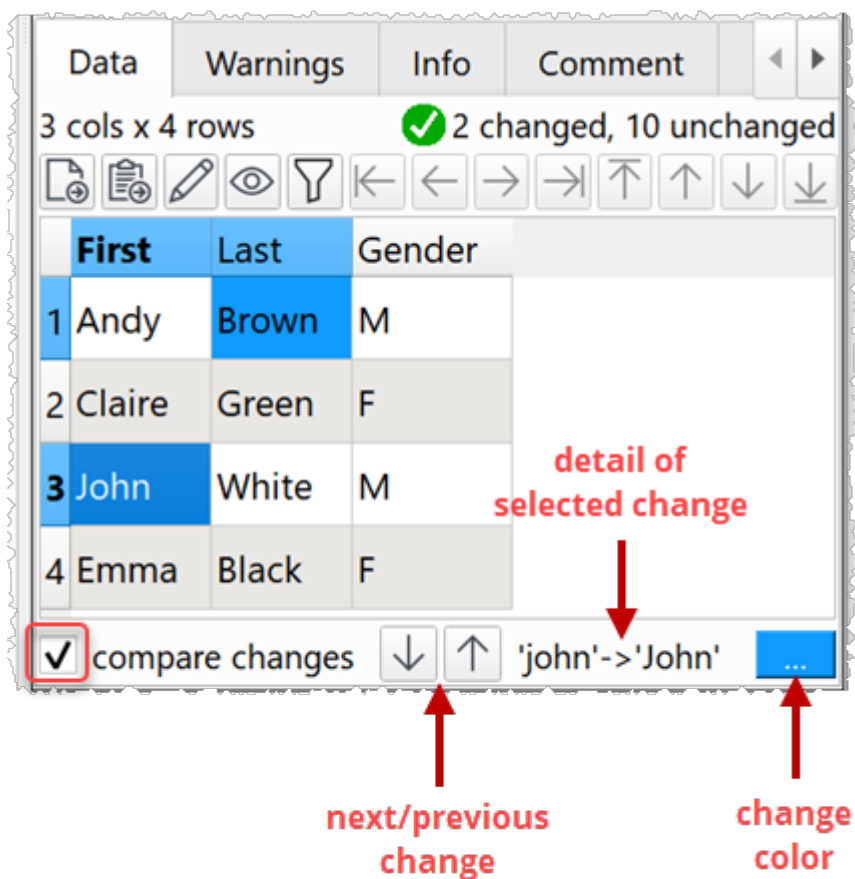 Data Warnings Info Comment
3 cols x 4 rows 2 changed, 10 unchanged
First Last Gender
1 Andy Brown M
2 Claire Green F
3 John White M
4 Emma Black F
detail of
selected change
compare changes 'john'->'John' ...
next/previous
change
change
color